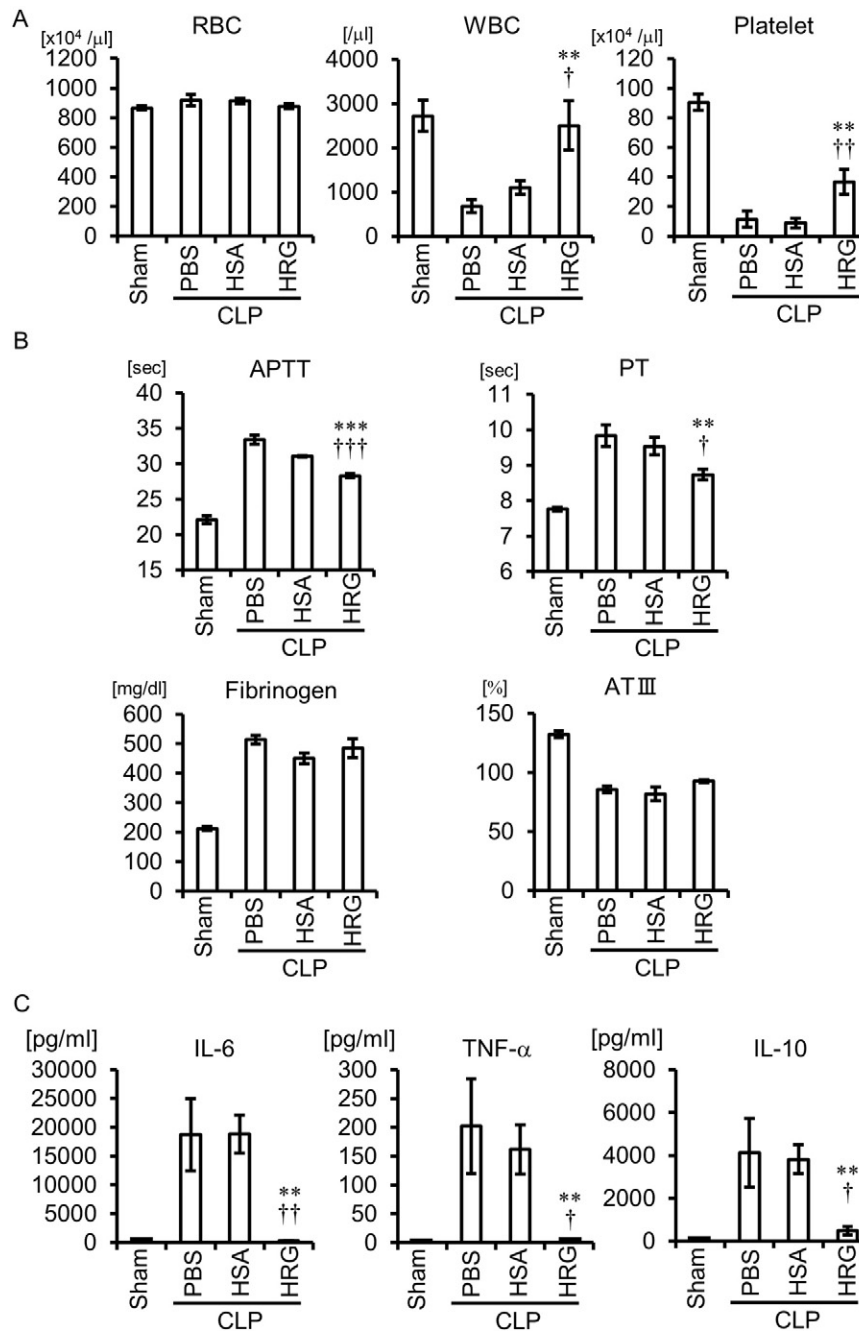 A
RBC
[x10⁴ /µl]
1200
1000
800
600
400
200
0
Sham
PBS
HSA
HRG
CLP
WBC
[/µl]
3000
2000
1000
0
**
†
Sham
PBS
HSA
HRG
CLP
Platelet
[x10⁴ /µl]
100
80
60
40
20
0
**
††
Sham
PBS
HSA
HRG
CLP
B
APTT
[sec]
40
35
30
25
20
15
***
†††
Sham
PBS
HSA
HRG
CLP
PT
[sec]
10
9
8
7
6
**
†
Sham
PBS
HSA
HRG
CLP
Fibrinogen
[mg/dl]
600
500
400
300
200
100
0
Sham
PBS
HSA
HRG
CLP
ATⅢ
[%]
150
100
50
0
Sham
PBS
HSA
HRG
CLP
C
IL-6
[pg/ml]
30000
25000
20000
15000
10000
5000
0
**
††
Sham
PBS
HSA
HRG
CLP
TNF-α
[pg/ml]
300
250
200
150
100
50
0
**
†
Sham
PBS
HSA
HRG
CLP
IL-10
[pg/ml]
8000
6000
4000
2000
0
**
†
Sham
PBS
HSA
HRG
CLP